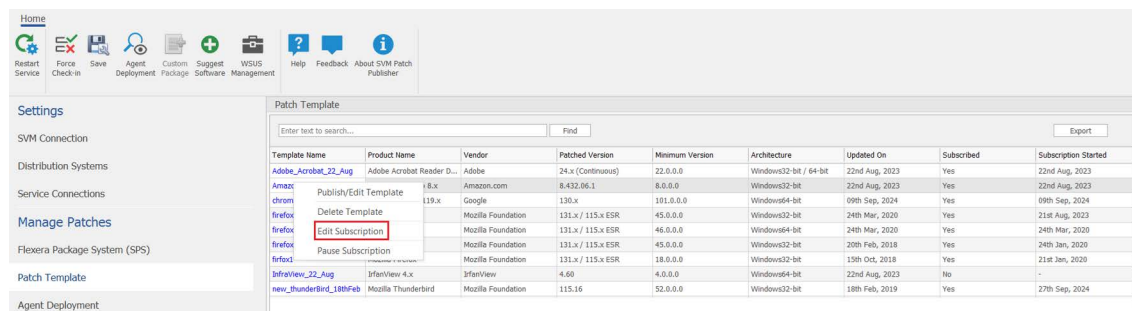 Home
Restart Service
Force Check-in
Save
Agent Deployment
Custom Package
Suggest Software
WSUS Management
Help
Feedback
About SVM Patch Publisher
Settings
SVM Connection
Distribution Systems
Service Connections
Manage Patches
Flexera Package System (SPS)
Patch Template
Agent Deployment
Patch Template
Enter text to search...
Find
Export
Template Name Product Name Vendor Patched Version Minimum Version Architecture Updated On Subscribed Subscription Started
Adobe_Acrobat_22_Aug Adobe Acrobat Reader D... Adobe 24.x (Continuous) 22.0.0.0 Windows32-bit / 64-bit 22nd Aug, 2023 Yes 22nd Aug, 2023
Amazo 8.x Amazon.com 8.432.06.1 8.0.0.0 Windows32-bit 22nd Aug, 2023 Yes 22nd Aug, 2023
chrom 119.x Google 130.x 101.0.0.0 Windows64-bit 09th Sep, 2024 Yes 09th Sep, 2024
firefox Mozilla Foundation 131.x / 115.x ESR 45.0.0.0 Windows32-bit 24th Mar, 2020 Yes 21st Aug, 2023
firefox Mozilla Foundation 131.x / 115.x ESR 46.0.0.0 Windows64-bit 24th Mar, 2020 Yes 24th Mar, 2020
firefox Mozilla Foundation 131.x / 115.x ESR 45.0.0.0 Windows32-bit 20th Feb, 2018 Yes 24th Jan, 2020
firfox1 Mozilla Foundation 131.x / 115.x ESR 18.0.0.0 Windows32-bit 15th Oct, 2018 Yes 21st Jan, 2020
InfraView_22_Aug IrfanView 4.x IrfanView 4.60 4.0.0.0 Windows64-bit 22nd Aug, 2023 No -
new_thunderBird_18thFeb Mozilla Thunderbird Mozilla Foundation 115.16 52.0.0.0 Windows32-bit 18th Feb, 2019 Yes 27th Sep, 2024
Publish/Edit Template
Delete Template
Edit Subscription
Pause Subscription